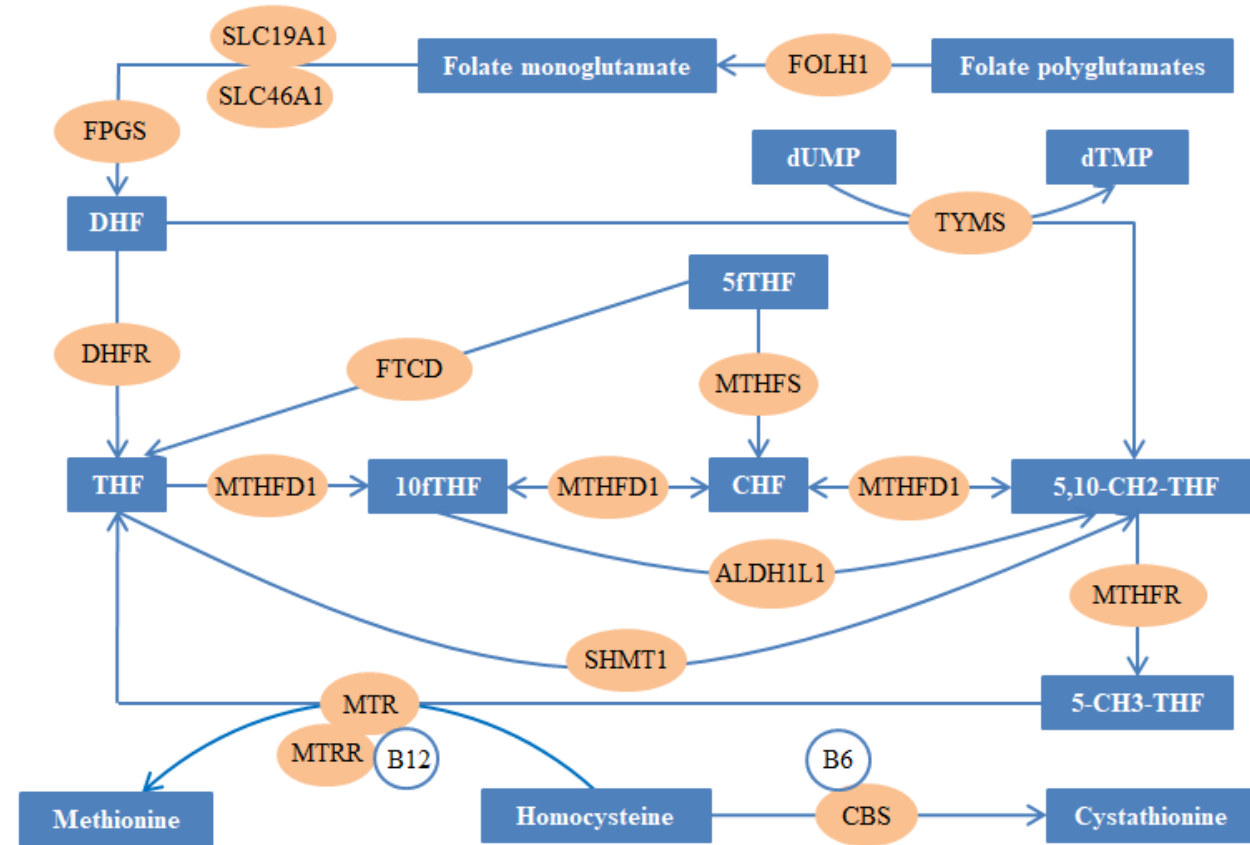 SLC19A1
Folate monoglutamate
FOLH1
Folate polyglutamates
SLC46A1
FPGS
dUMP
dTMP
DHF
TYMS
5fTHF
DHFR
FTCD
MTHFS
THF
MTHFD1
10fTHF
MTHFD1
CHF
MTHFD1
5,10-CH2-THF
ALDH1L1
MTHFR
SHMT1
MTR
5-CH3-THF
MTRR
B12
B6
Methionine
Homocysteine
CBS
Cystathionine